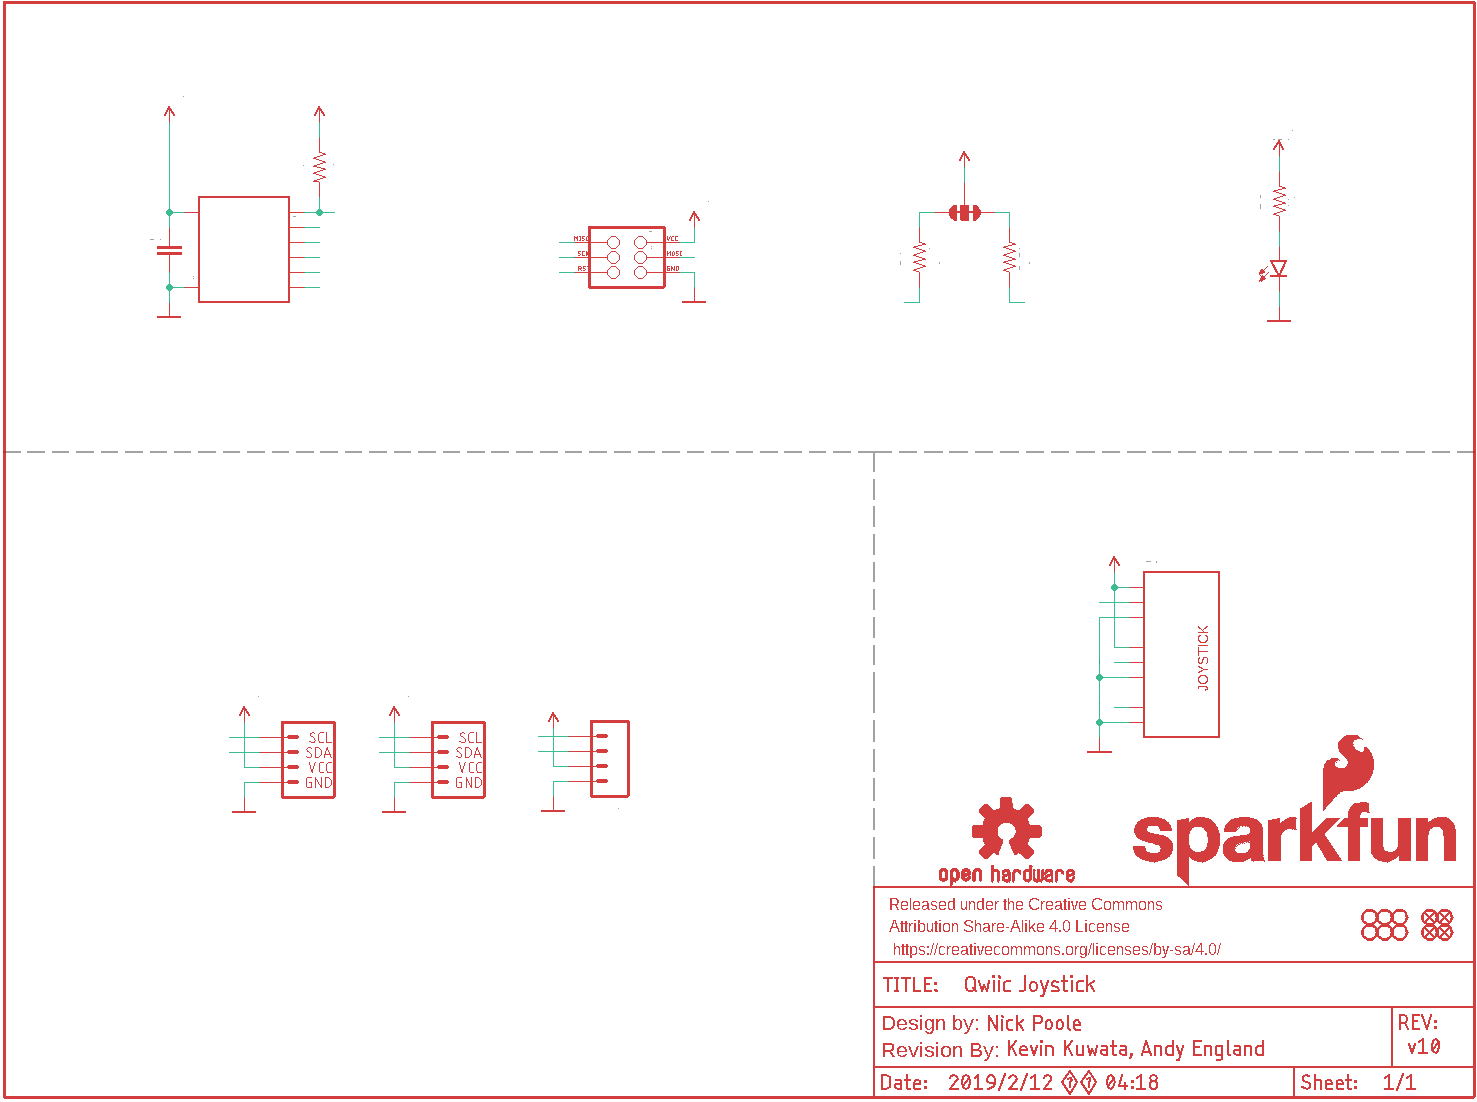 MISO
VCC
SCK
MOSI
RST
GND
JOYSTICK
SCL
SDA
VCC
GND
SCL
SDA
VCC
GND
sparkfun
open hardware
Released under the Creative Commons
Attribution Share-Alike 4.0 License
https://creativecommons.org/licenses/by-sa/4.0/
TITLE: Qwiic Joystick
Design by: Nick Poole
REV:
Revision By: Kevin Kuwata, Andy England
v10
Date: 2019/2/12 �� 04:18
Sheet: 1/1